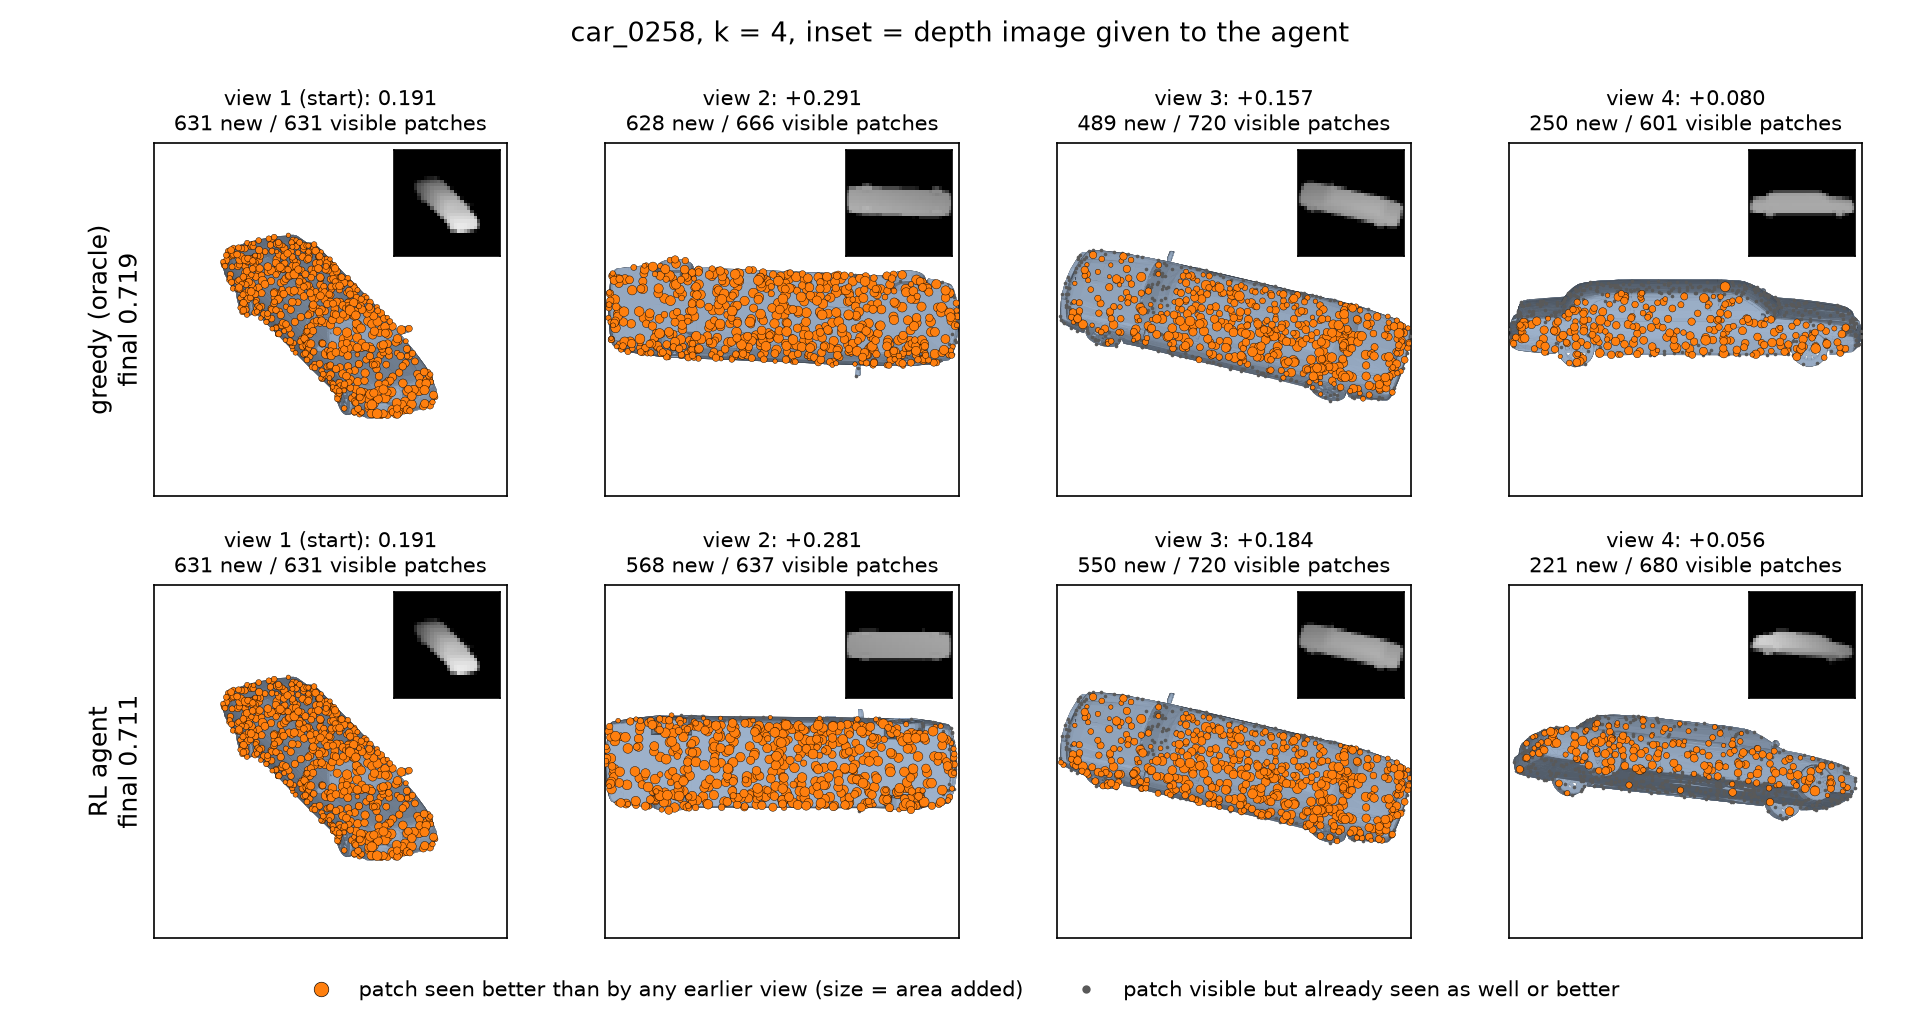 car_0258, k = 4, inset = depth image given to the agent
view 1 (start): 0.191
631 new / 631 visible patches
view 2: +0.291
628 new / 666 visible patches
view 3: +0.157
489 new / 720 visible patches
view 4: +0.080
250 new / 601 visible patches
greedy (oracle)
final 0.719
view 1 (start): 0.191
631 new / 631 visible patches
view 2: +0.281
568 new / 637 visible patches
view 3: +0.184
550 new / 720 visible patches
view 4: +0.056
221 new / 680 visible patches
RL agent
final 0.711
patch seen better than by any earlier view (size = area added)
patch visible but already seen as well or better